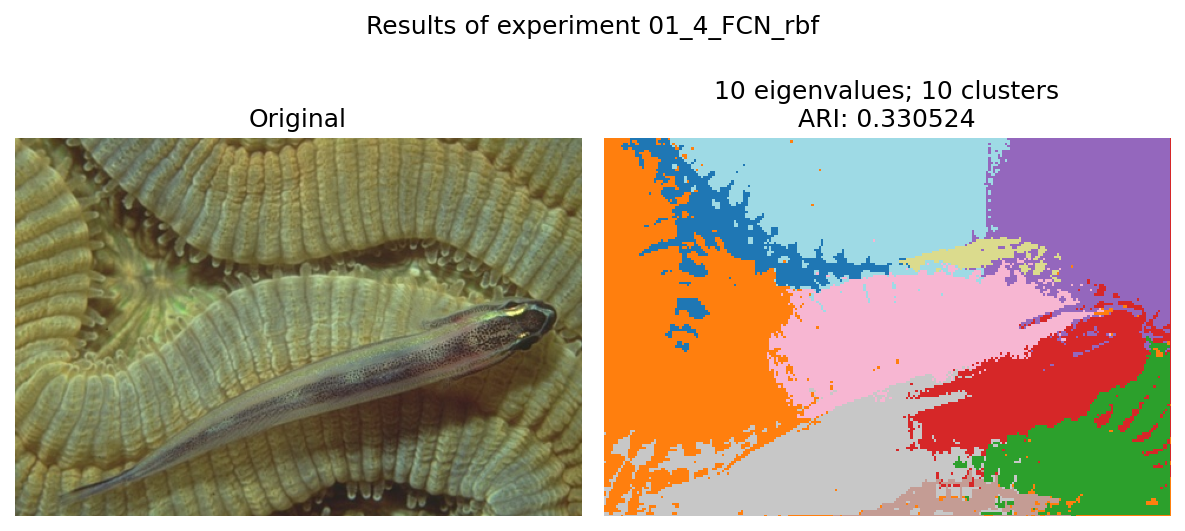 Results of experiment 01_4_FCN_rbf
Original
10 eigenvalues; 10 clusters
ARI: 0.330524